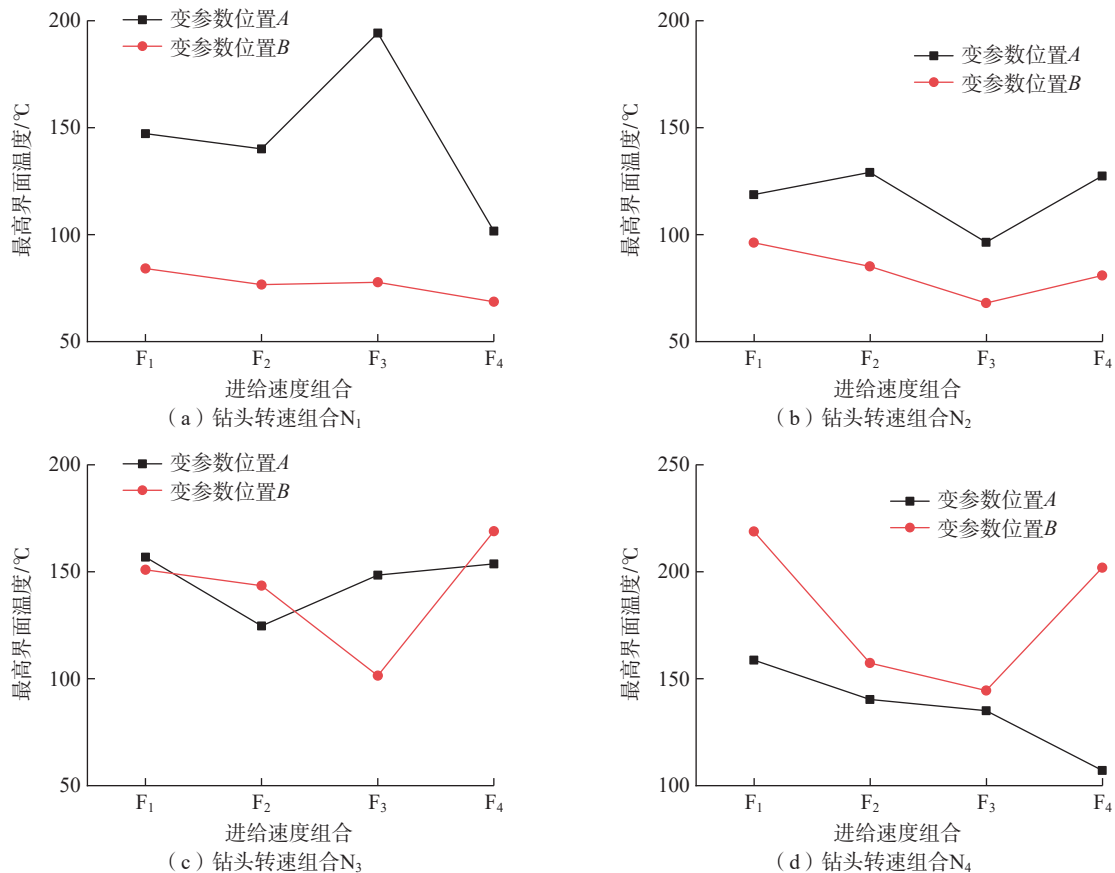 200
变参数位置A
变参数位置B
150
100
50
最高界面温度/℃
F₁ F₂ F₃ F₄
进给速度组合
（a）钻头转速组合N₁
200
变参数位置A
变参数位置B
150
100
50
最高界面温度/℃
F₁ F₂ F₃ F₄
进给速度组合
（b）钻头转速组合N₂
200
变参数位置A
变参数位置B
150
100
50
最高界面温度/℃
F₁ F₂ F₃ F₄
进给速度组合
（c）钻头转速组合N₃
250
变参数位置A
变参数位置B
200
150
100
最高界面温度/℃
F₁ F₂ F₃ F₄
进给速度组合
（d）钻头转速组合N₄